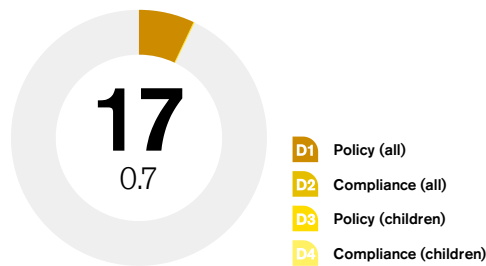 17
0.7
D1 Policy (all)
D2 Compliance (all)
D3 Policy (children)
D4 Compliance (children)